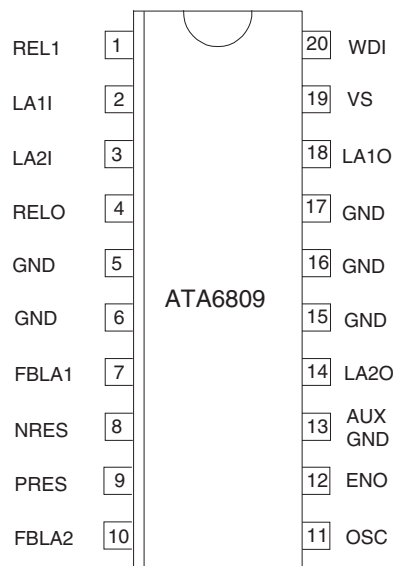 REL1 1 20 WDI
LA1I 2 19 VS
LA2I 3 18 LA1O
RELO 4 17 GND
GND 5 16 GND
ATA6809
GND 6 15 GND
FBLA1 7 14 LA2O
NRES 8 13 AUX
GND
PRES 9 12 ENO
FBLA2 10 11 OSC